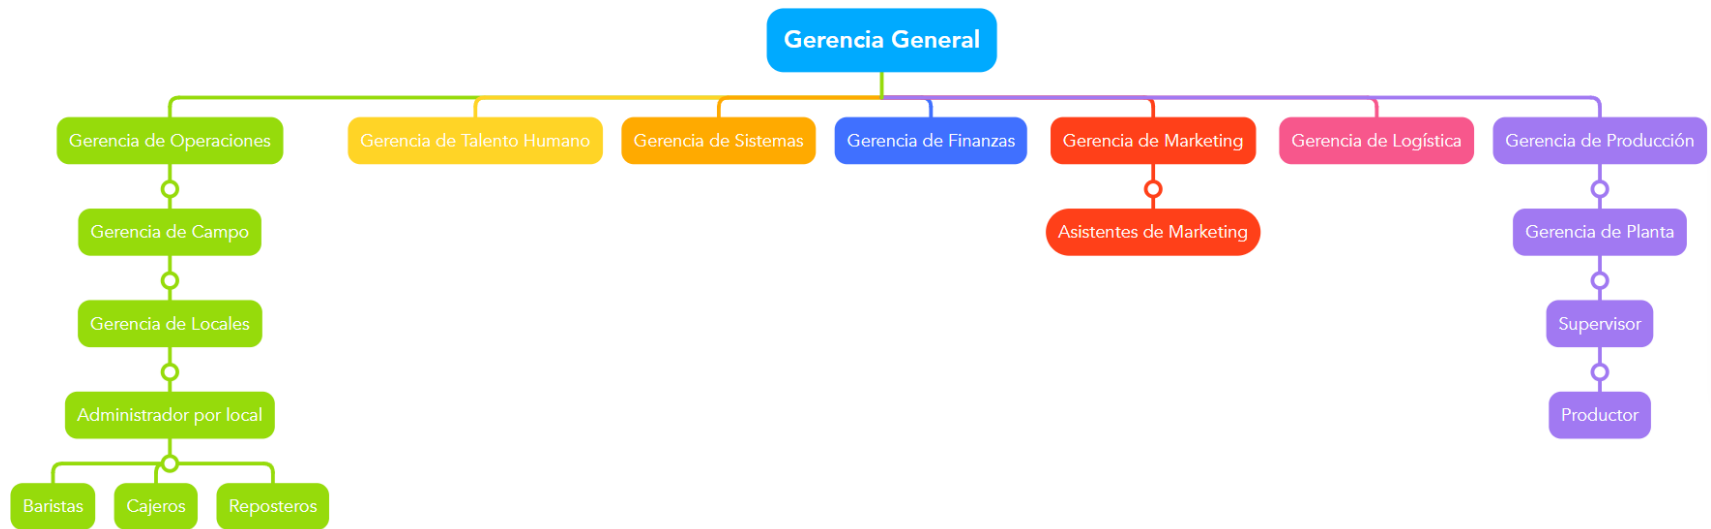 Gerencia General
Gerencia de Operaciones
Gerencia de Talento Humano
Gerencia de Sistemas
Gerencia de Finanzas
Gerencia de Marketing
Gerencia de Logística
Gerencia de Producción
Gerencia de Campo
Asistentes de Marketing
Gerencia de Planta
Gerencia de Locales
Supervisor
Administrador por local
Productor
Baristas
Cajeros
Reposteros